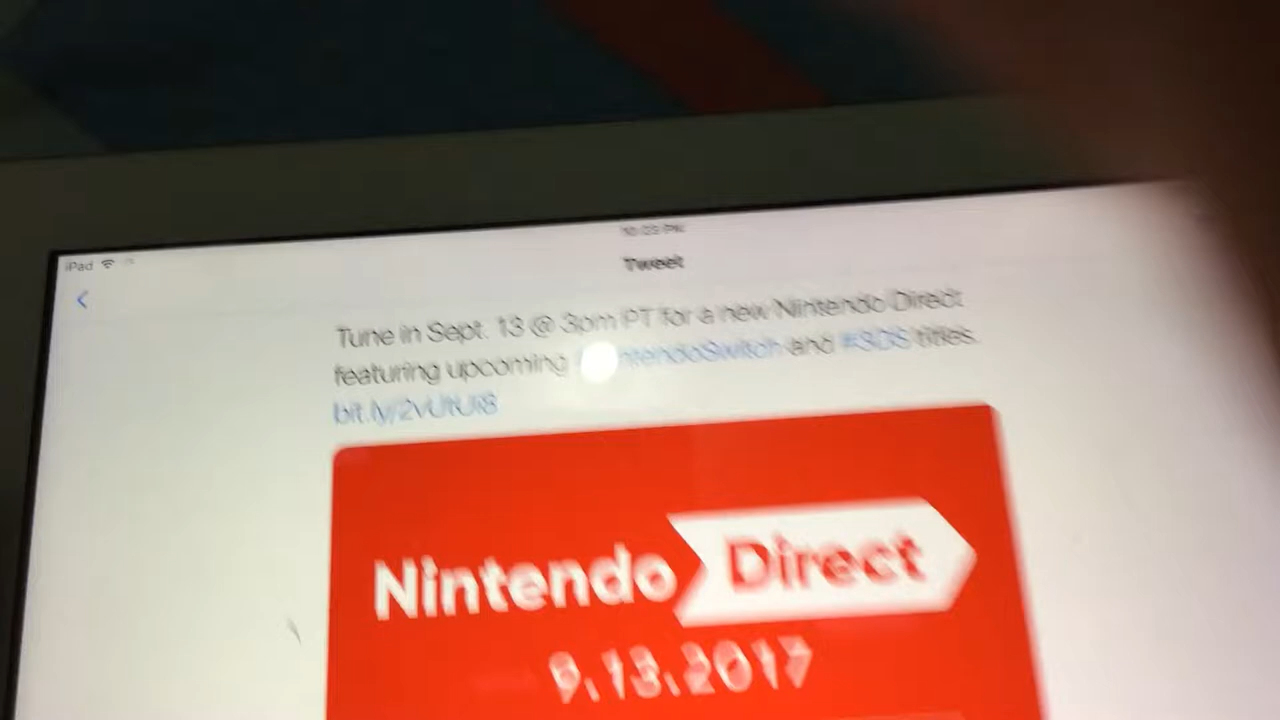 iPad
Tweet
Tune in Sept. 13 @ 3pm PT for a new Nintendo Direct
featuring upcoming and #3DS titles.
Nintendo Direct
9.13.2017